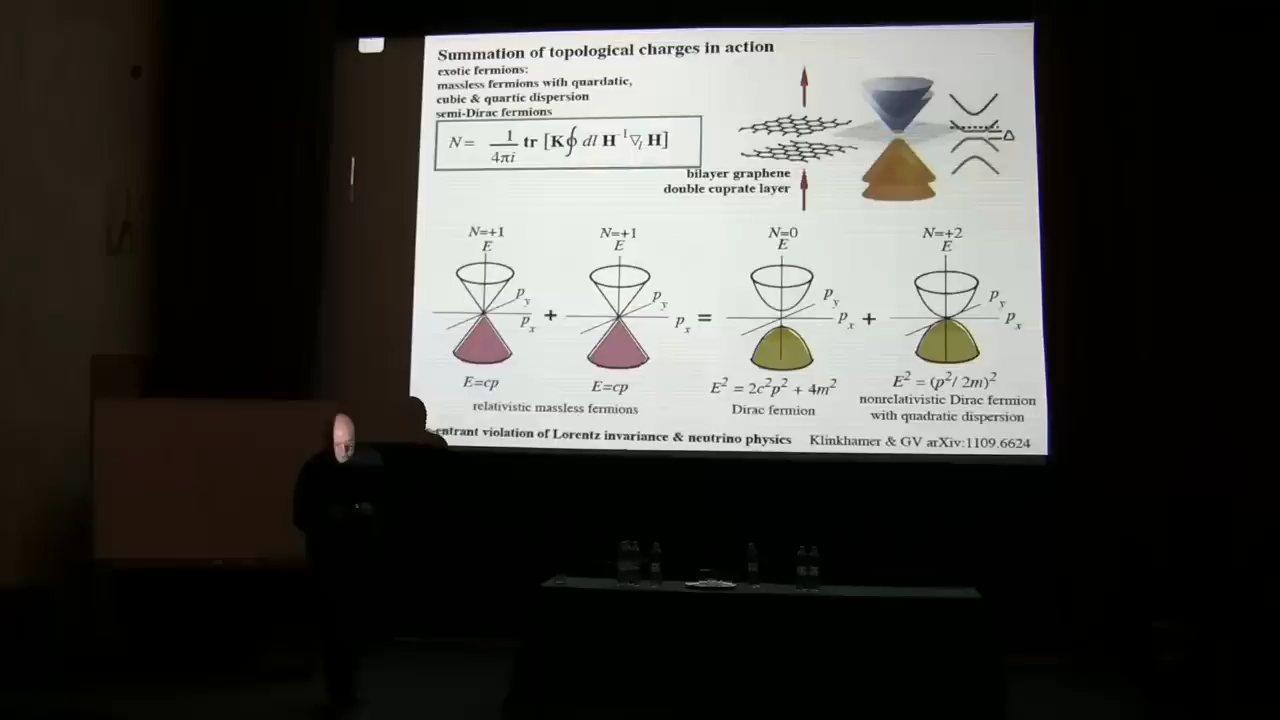 Summation of topological charges in action
exotic fermions:
massless fermions with quardatic,
cubic & quartic dispersion
semi-Dirac fermions
N= 1/4πi tr [K∮ dl H⁻¹∇ₗ H]
Δ
bilayer graphene
double cuprate layer
N=+1 N=+1 N=0 N=+2
E E E E
p_y p_y p_y p_y
p_x + p_x = p_x + p_x
E=cp E=cp E² = 2c²p² + 4m² E² = (p²/ 2m)²
relativistic massless fermions Dirac fermion nonrelativistic Dirac fermion
with quadratic dispersion
entrant violation of Lorentz invariance & neutrino physics Klinkhamer & GV arXiv:1109.6624